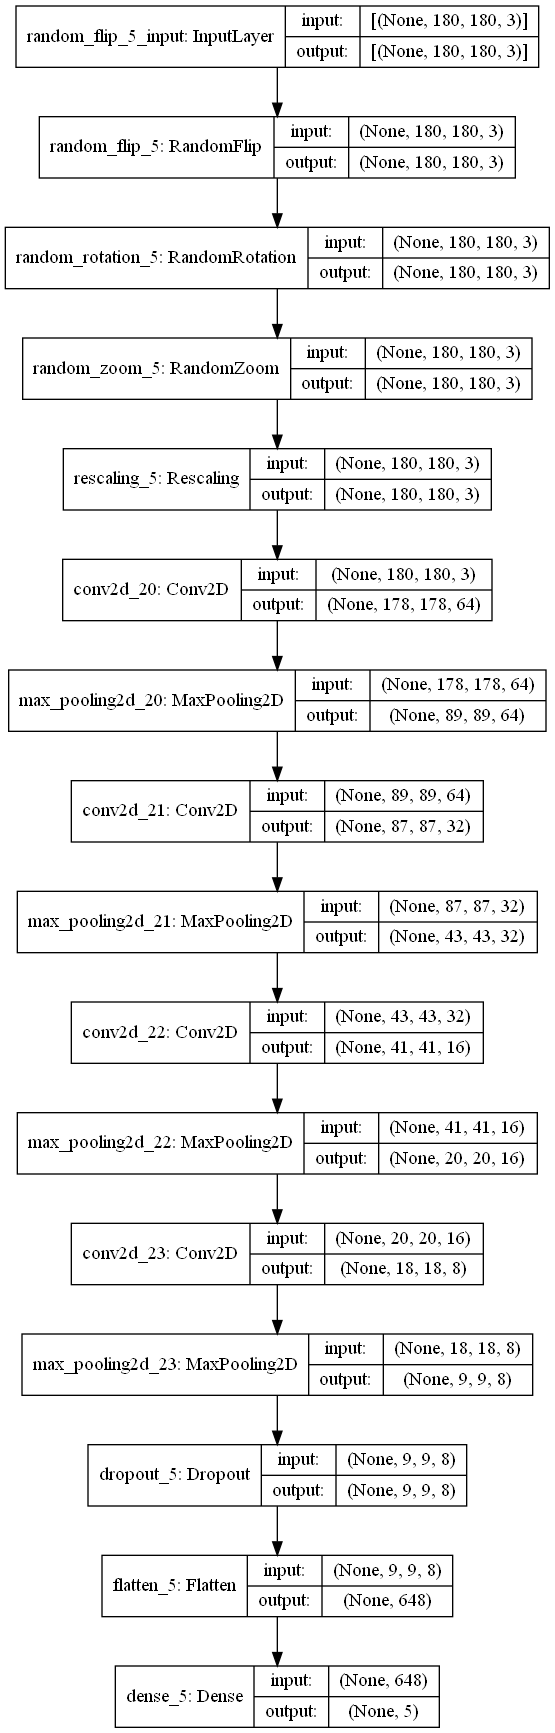 random_flip_5_input: InputLayer
input: [(None, 180, 180, 3)]
output: [(None, 180, 180, 3)]
random_flip_5: RandomFlip
input: (None, 180, 180, 3)
output: (None, 180, 180, 3)
random_rotation_5: RandomRotation
input: (None, 180, 180, 3)
output: (None, 180, 180, 3)
random_zoom_5: RandomZoom
input: (None, 180, 180, 3)
output: (None, 180, 180, 3)
rescaling_5: Rescaling
input: (None, 180, 180, 3)
output: (None, 180, 180, 3)
conv2d_20: Conv2D
input: (None, 180, 180, 3)
output: (None, 178, 178, 64)
max_pooling2d_20: MaxPooling2D
input: (None, 178, 178, 64)
output: (None, 89, 89, 64)
conv2d_21: Conv2D
input: (None, 89, 89, 64)
output: (None, 87, 87, 32)
max_pooling2d_21: MaxPooling2D
input: (None, 87, 87, 32)
output: (None, 43, 43, 32)
conv2d_22: Conv2D
input: (None, 43, 43, 32)
output: (None, 41, 41, 16)
max_pooling2d_22: MaxPooling2D
input: (None, 41, 41, 16)
output: (None, 20, 20, 16)
conv2d_23: Conv2D
input: (None, 20, 20, 16)
output: (None, 18, 18, 8)
max_pooling2d_23: MaxPooling2D
input: (None, 18, 18, 8)
output: (None, 9, 9, 8)
dropout_5: Dropout
input: (None, 9, 9, 8)
output: (None, 9, 9, 8)
flatten_5: Flatten
input: (None, 9, 9, 8)
output: (None, 648)
dense_5: Dense
input: (None, 648)
output: (None, 5)